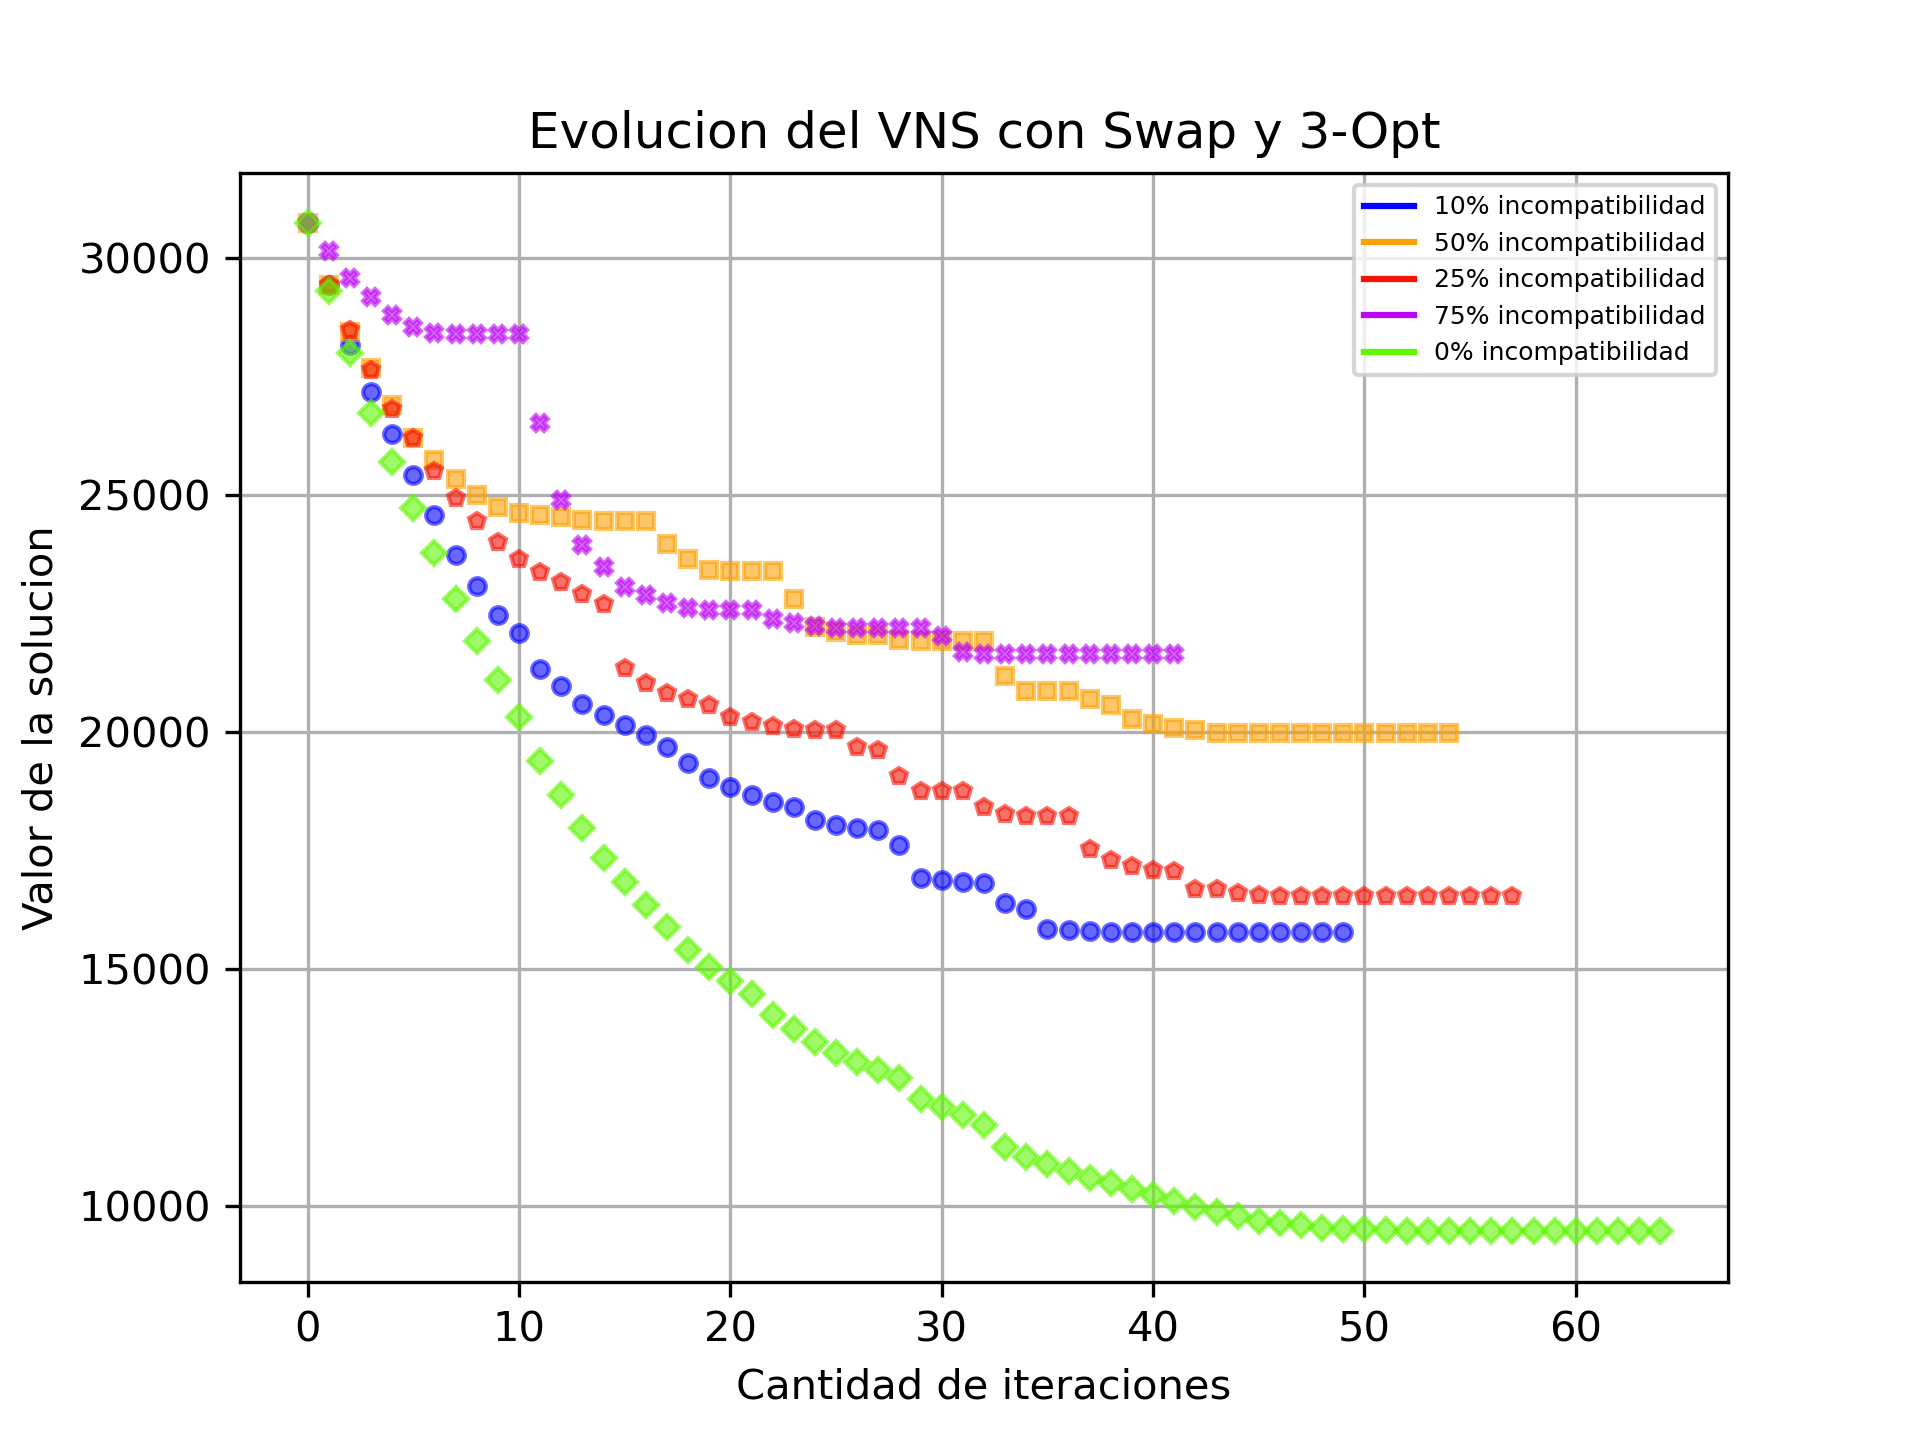 Evolucion del VNS con Swap y 3-Opt
10% incompatibilidad
50% incompatibilidad
25% incompatibilidad
75% incompatibilidad
0% incompatibilidad
Valor de la solucion
30000
25000
20000
15000
10000
0 10 20 30 40 50 60
Cantidad de iteraciones